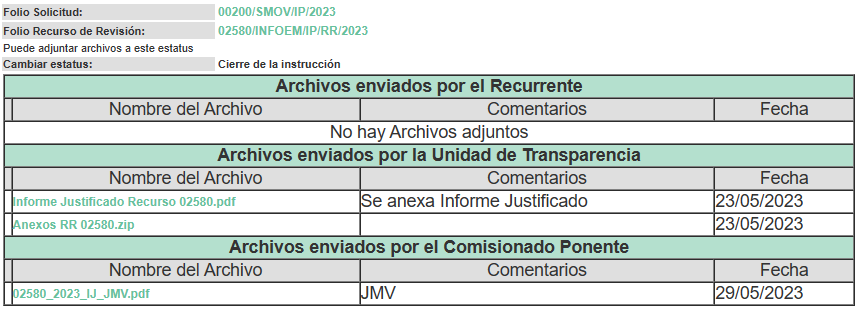 Folio Solicitud: 00200/SMOV/IP/2023
Folio Recurso de Revisión: 02580/INFOEM/IP/RR/2023
Puede adjuntar archivos a este estatus
Cambiar estatus: Cierre de la instrucción
Archivos enviados por el Recurrente
Nombre del Archivo Comentarios Fecha
No hay Archivos adjuntos
Archivos enviados por la Unidad de Transparencia
Nombre del Archivo Comentarios Fecha
Informe Justificado Recurso 02580.pdf Se anexa Informe Justificado 23/05/2023
Anexos RR 02580.zip 23/05/2023
Archivos enviados por el Comisionado Ponente
Nombre del Archivo Comentarios Fecha
02580_2023_IJ_JMV.pdf JMV 29/05/2023